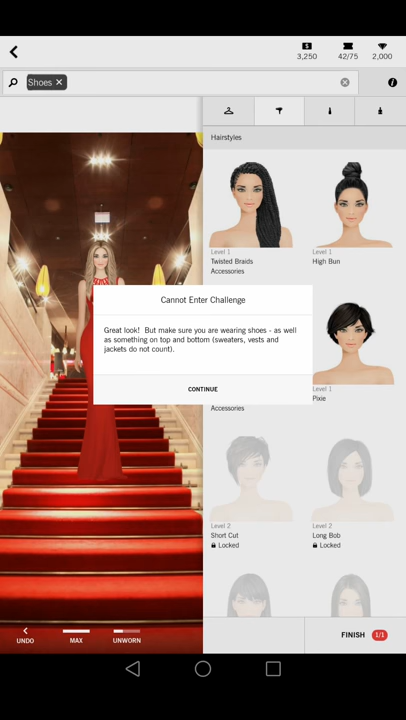 3,250
42/75
2,000
Shoes ✕
Hairstyles
Level 1
Twisted Braids
Accessories
Level 1
High Bun
Cannot Enter Challenge
Great look! But make sure you are wearing shoes - as well
as something on top and bottom (sweaters, vests and
jackets do not count).
CONTINUE
Accessories
Level 1
Pixie
Level 2
Short Cut
Locked
Level 2
Long Bob
Locked
UNDO
MAX
UNWORN
FINISH 1/1